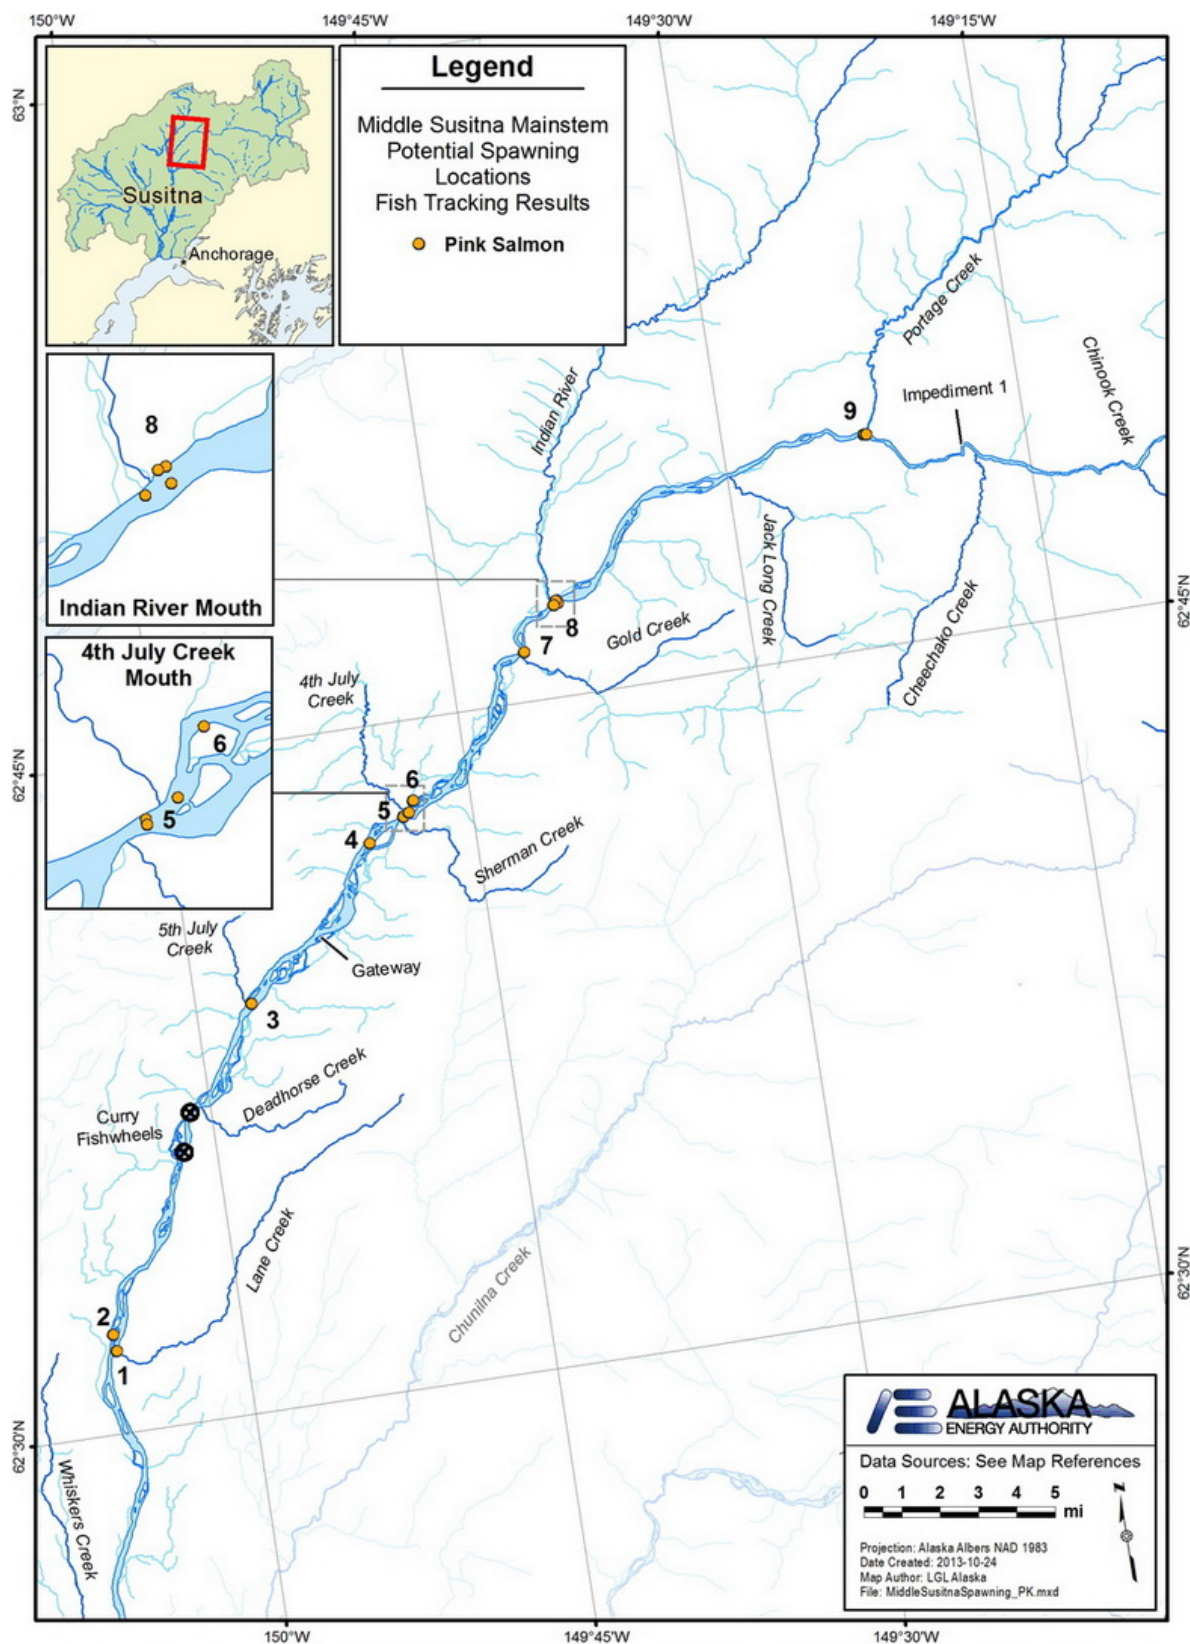 150°W
149°45'W
149°30'W
149°15'W
63°N
Susitna
Anchorage
Legend
Middle Susitna Mainstem
Potential Spawning
Locations
Fish Tracking Results
Pink Salmon
8
Indian River Mouth
4th July Creek
Mouth
6
5
Portage Creek
Chinook Creek
Impediment 1
9
Indian River
Jack Long Creek
Cheechako Creek
8
Gold Creek
7
62°45'N
4th July
Creek
62°45'N
6
5
4
Sherman Creek
5th July
Creek
Gateway
3
Deadhorse Creek
Curry
Fishwheels
Lane Creek
Chunilna Creek
62°30'N
2
1
62°30'N
Whiskers Creek
ALASKA
ENERGY AUTHORITY
Data Sources: See Map References
0 1 2 3 4 5
mi
N
Projection: Alaska Albers NAD 1983
Date Created: 2013-10-24
Map Author: LGL Alaska
File: MiddleSusitnaSpawning_PK.mxd
150°W
149°45'W
149°30'W